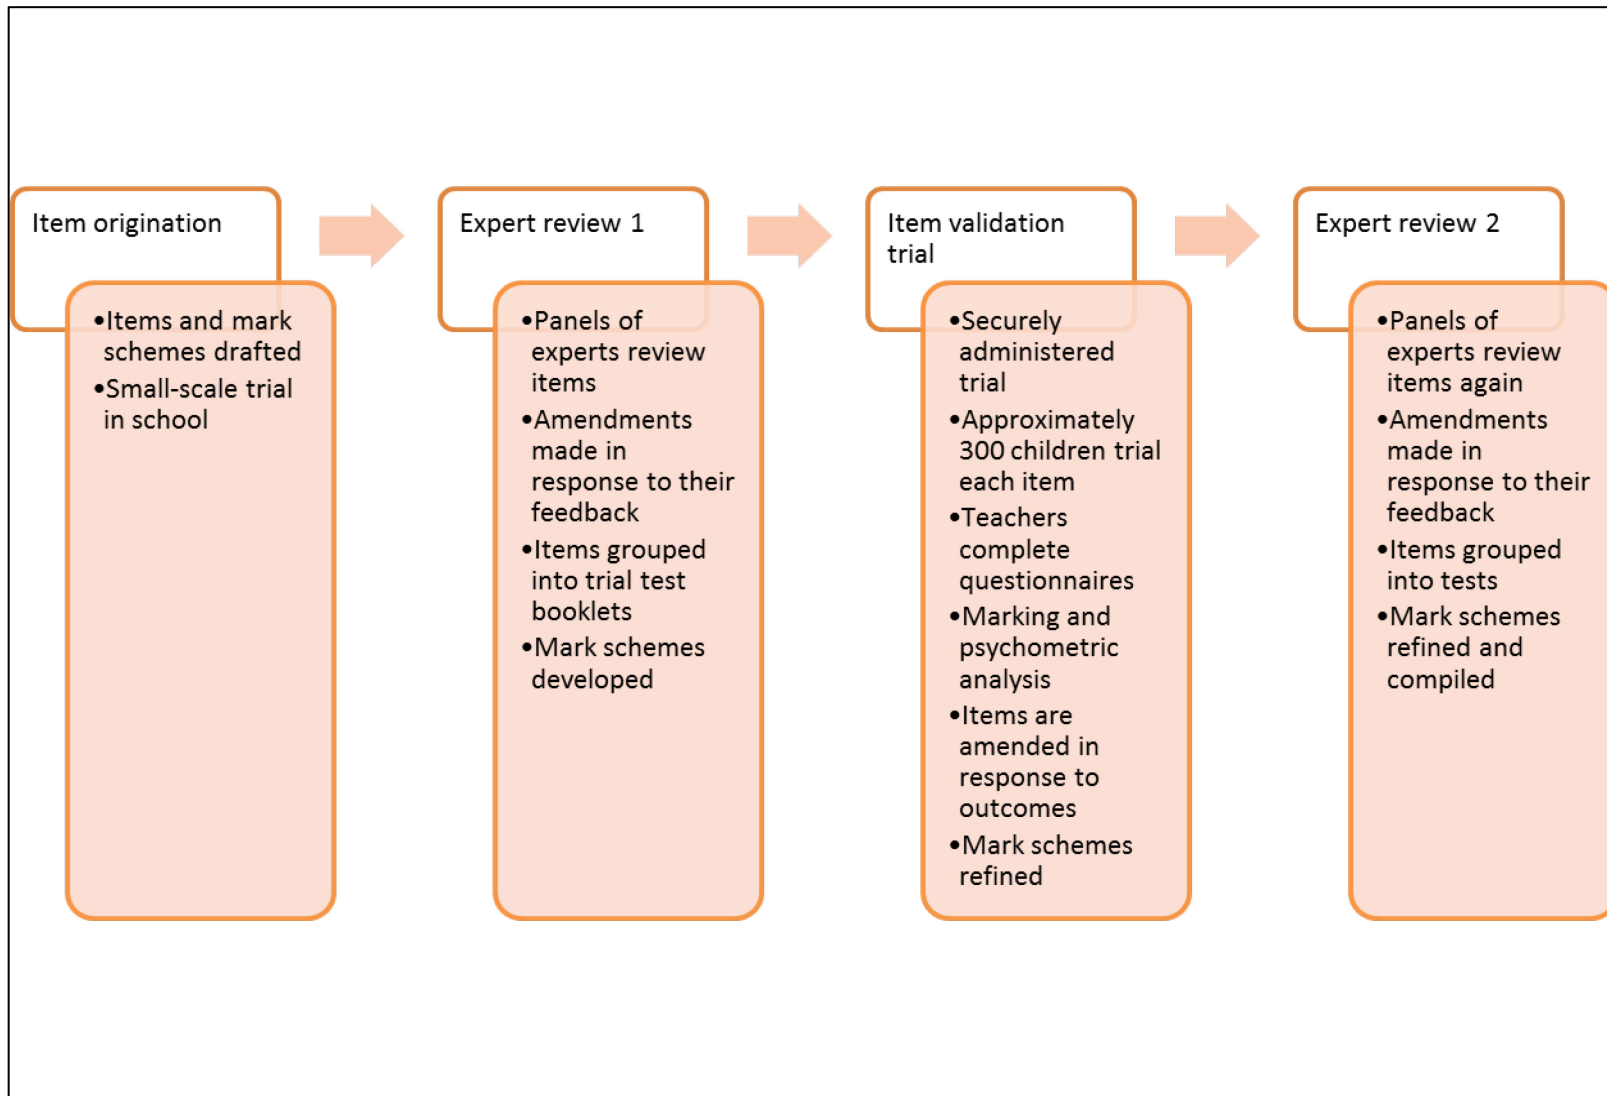 Item origination
•Items and mark
schemes drafted
•Small-scale trial
in school
Expert review 1
•Panels of
experts review
items
•Amendments
made in
response to their
feedback
•Items grouped
into trial test
booklets
•Mark schemes
developed
Item validation
trial
•Securely
administered
trial
•Approximately
300 children trial
each item
•Teachers
complete
questionnaires
•Marking and
psychometric
analysis
•Items are
amended in
response to
outcomes
•Mark schemes
refined
Expert review 2
•Panels of
experts review
items again
•Amendments
made in
response to their
feedback
•Items grouped
into tests
•Mark schemes
refined and
compiled